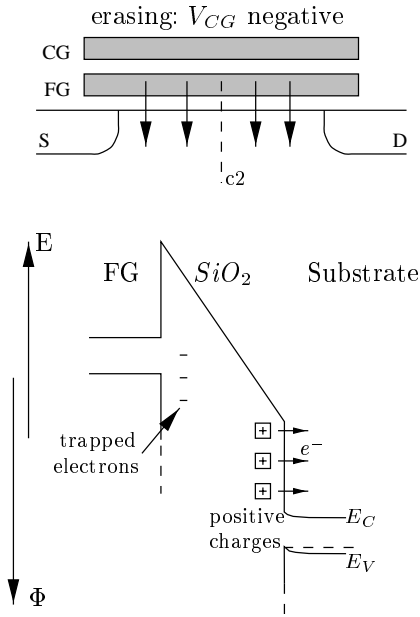 erasing: V_CG negative
CG
FG
S
D
c2
E
FG
SiO₂
Substrate
trapped
electrons
+
+
e⁻
+
positive
charges
E_C
E_V
Φ